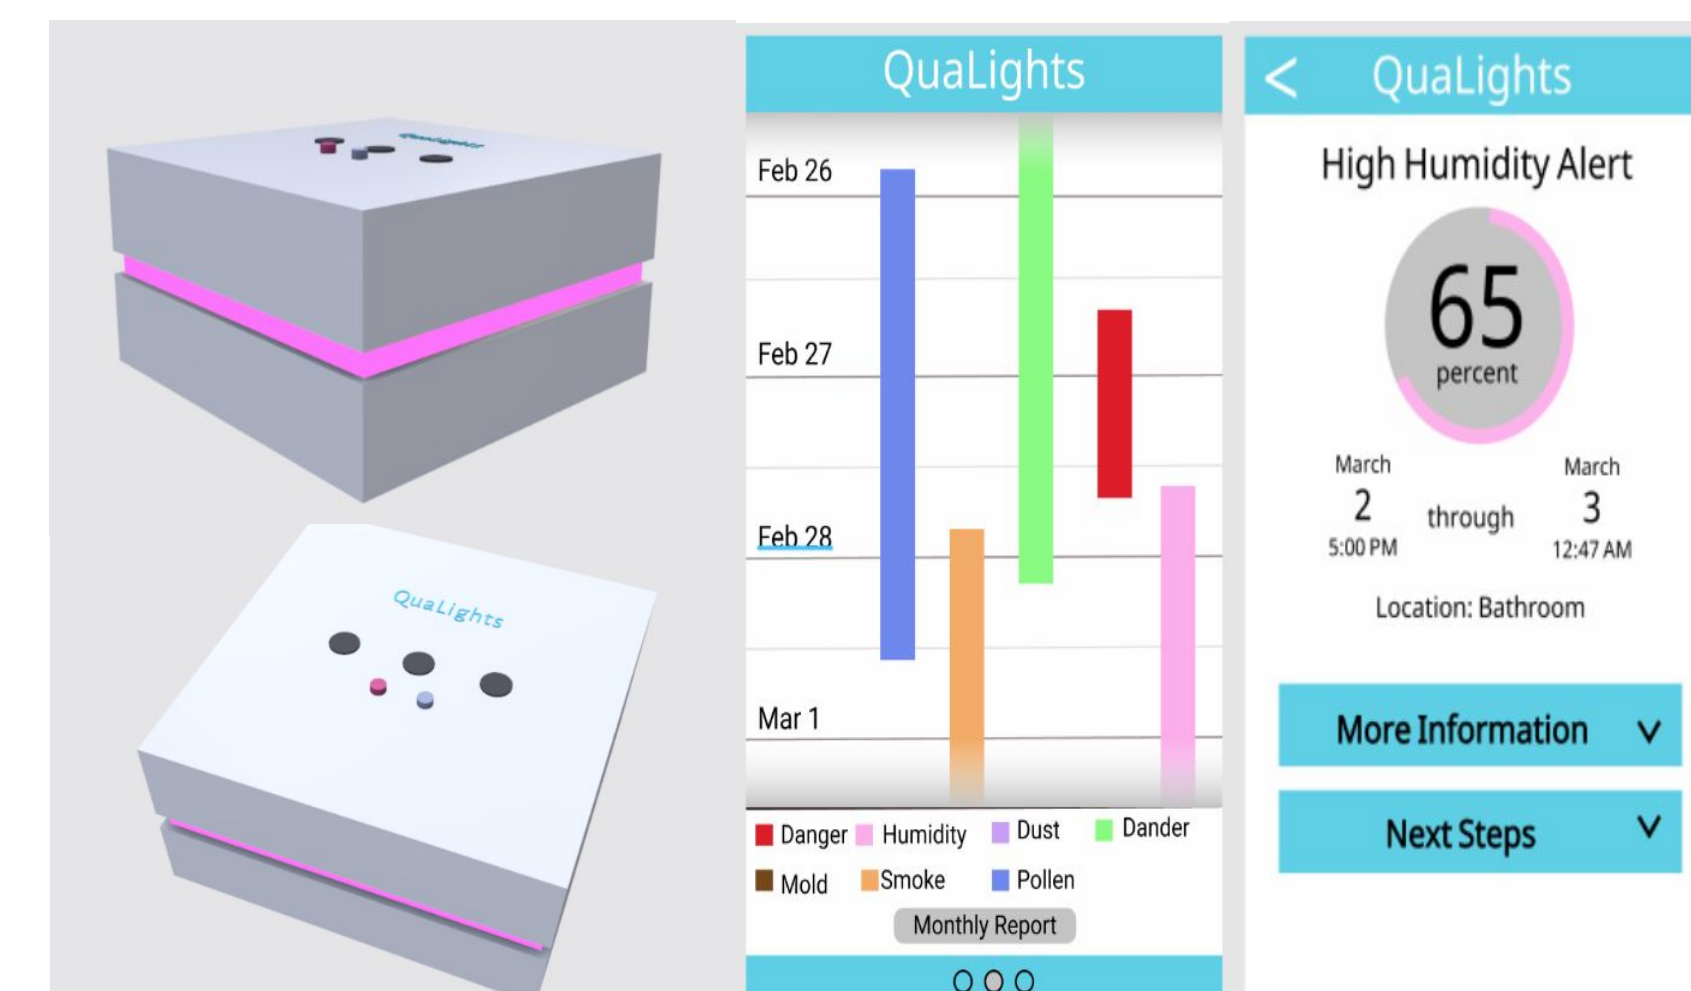 QuaLights
QuaLights
QuaLights
Feb 26
Feb 27
Feb 28
Mar 1
Danger Humidity Dust Dander
Mold Smoke Pollen
Monthly Report
< QuaLights
High Humidity Alert
65
percent
March
2
5:00 PM
through
March
3
12:47 AM
Location: Bathroom
More Information
Next Steps